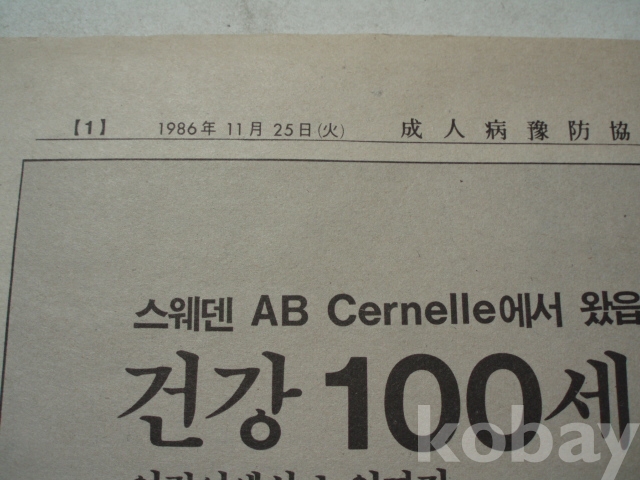 【1】 1986年 11月 25日(火) 成人病豫防協
스웨덴 AB Cernelle에서 왔읍
건강100세
kobay